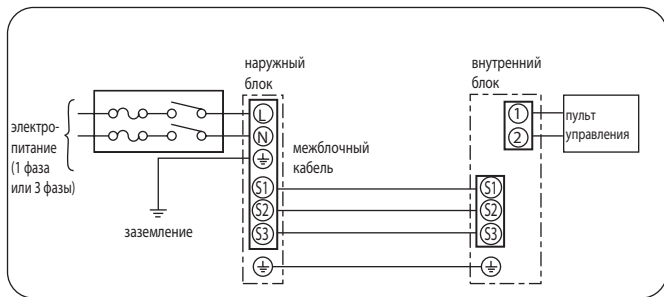 наружный
блок
внутренний
блок
электро-
питание
(1 фаза
или 3 фазы)
L
N
межблочный
кабель
S1
S2
S3
заземление
1
2
пульт
управления
S1
S2
S3